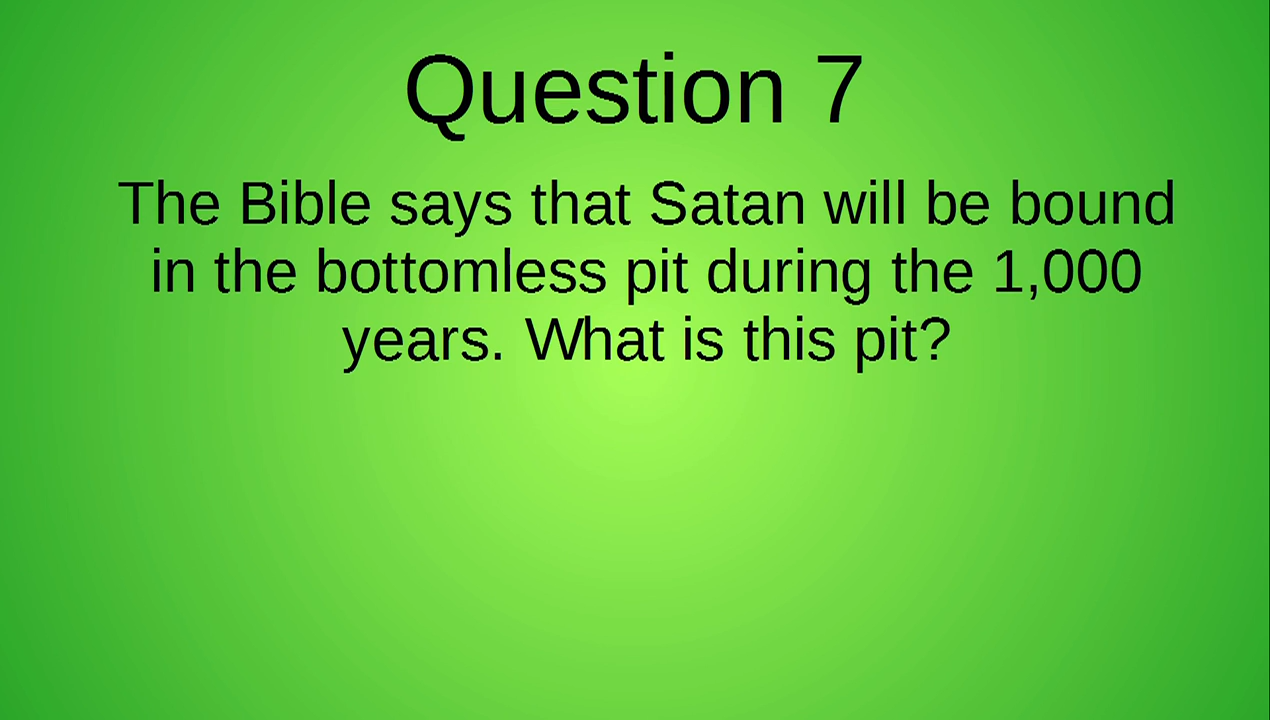 Question 7
The Bible says that Satan will be bound
in the bottomless pit during the 1,000
years. What is this pit?